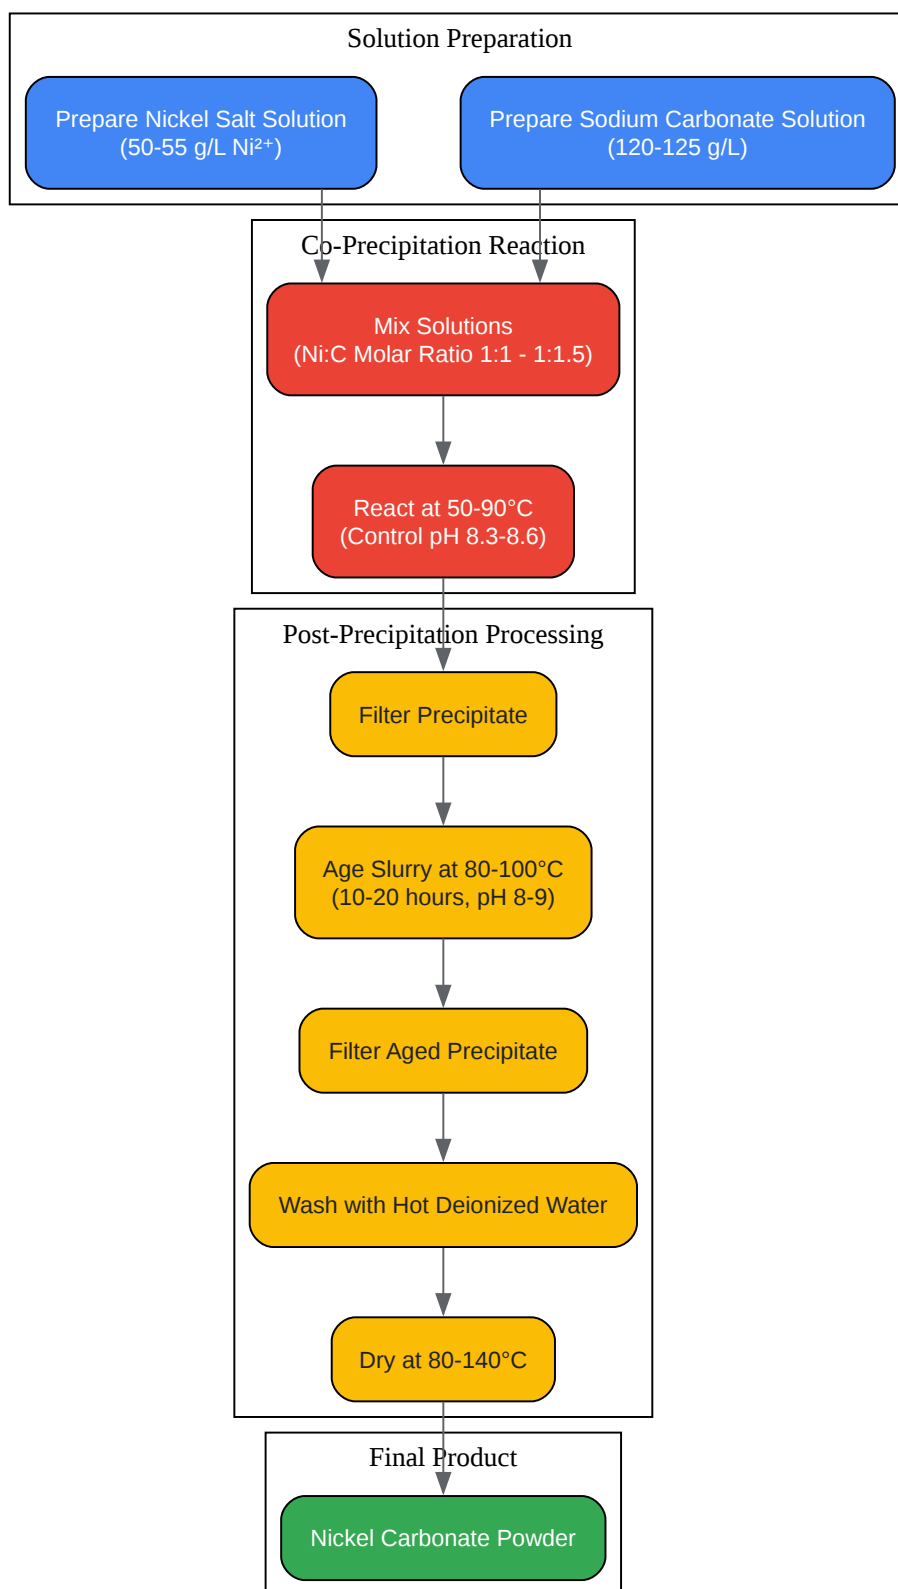 Solution Preparation
Prepare Nickel Salt Solution
(50-55 g/L Ni²⁺)
Prepare Sodium Carbonate Solution
(120-125 g/L)
Co-Precipitation Reaction
Mix Solutions
(Ni:C Molar Ratio 1:1 - 1:1.5)
React at 50-90°C
(Control pH 8.3-8.6)
Post-Precipitation Processing
Filter Precipitate
Age Slurry at 80-100°C
(10-20 hours, pH 8-9)
Filter Aged Precipitate
Wash with Hot Deionized Water
Dry at 80-140°C
Final Product
Nickel Carbonate Powder